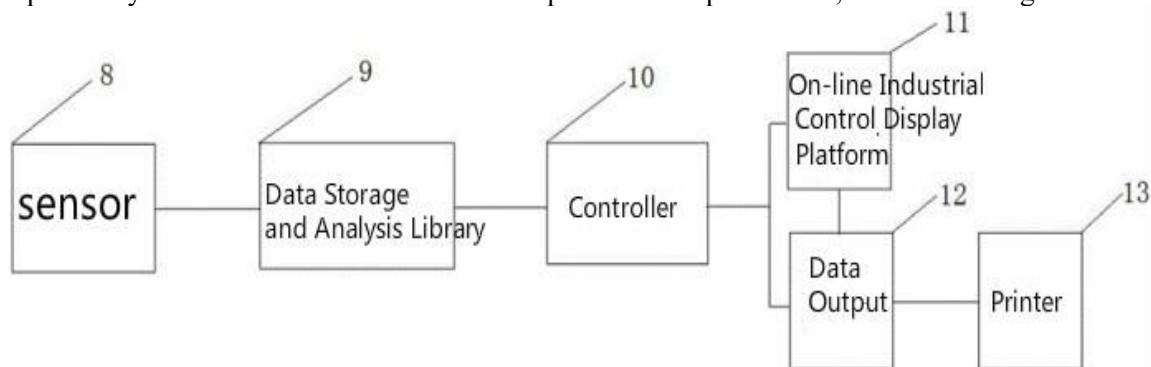 8
9
10
11
sensor
Data Storage
and Analysis Library
Controller
On-line Industrial
Control Display
Platform
12
13
Data
Output
Printer